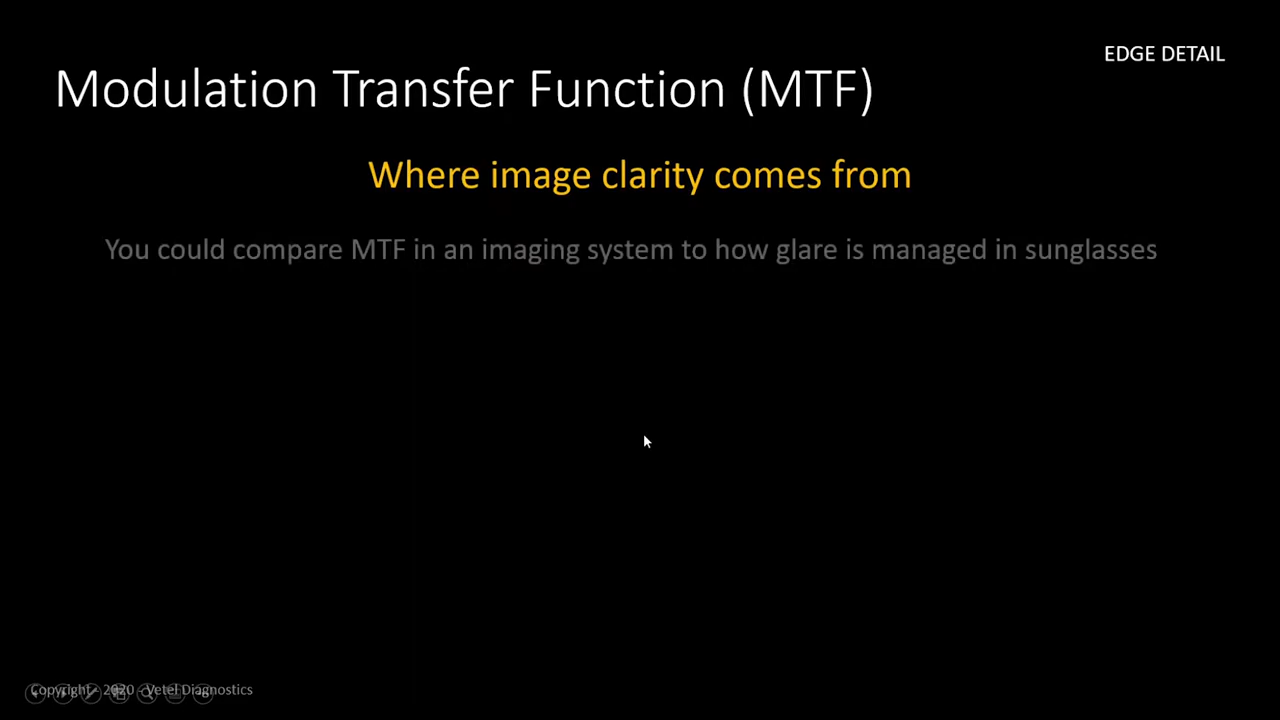 EDGE DETAIL
Modulation Transfer Function (MTF)
Where image clarity comes from
You could compare MTF in an imaging system to how glare is managed in sunglasses
Copyright - 2020 - Vetel Diagnostics